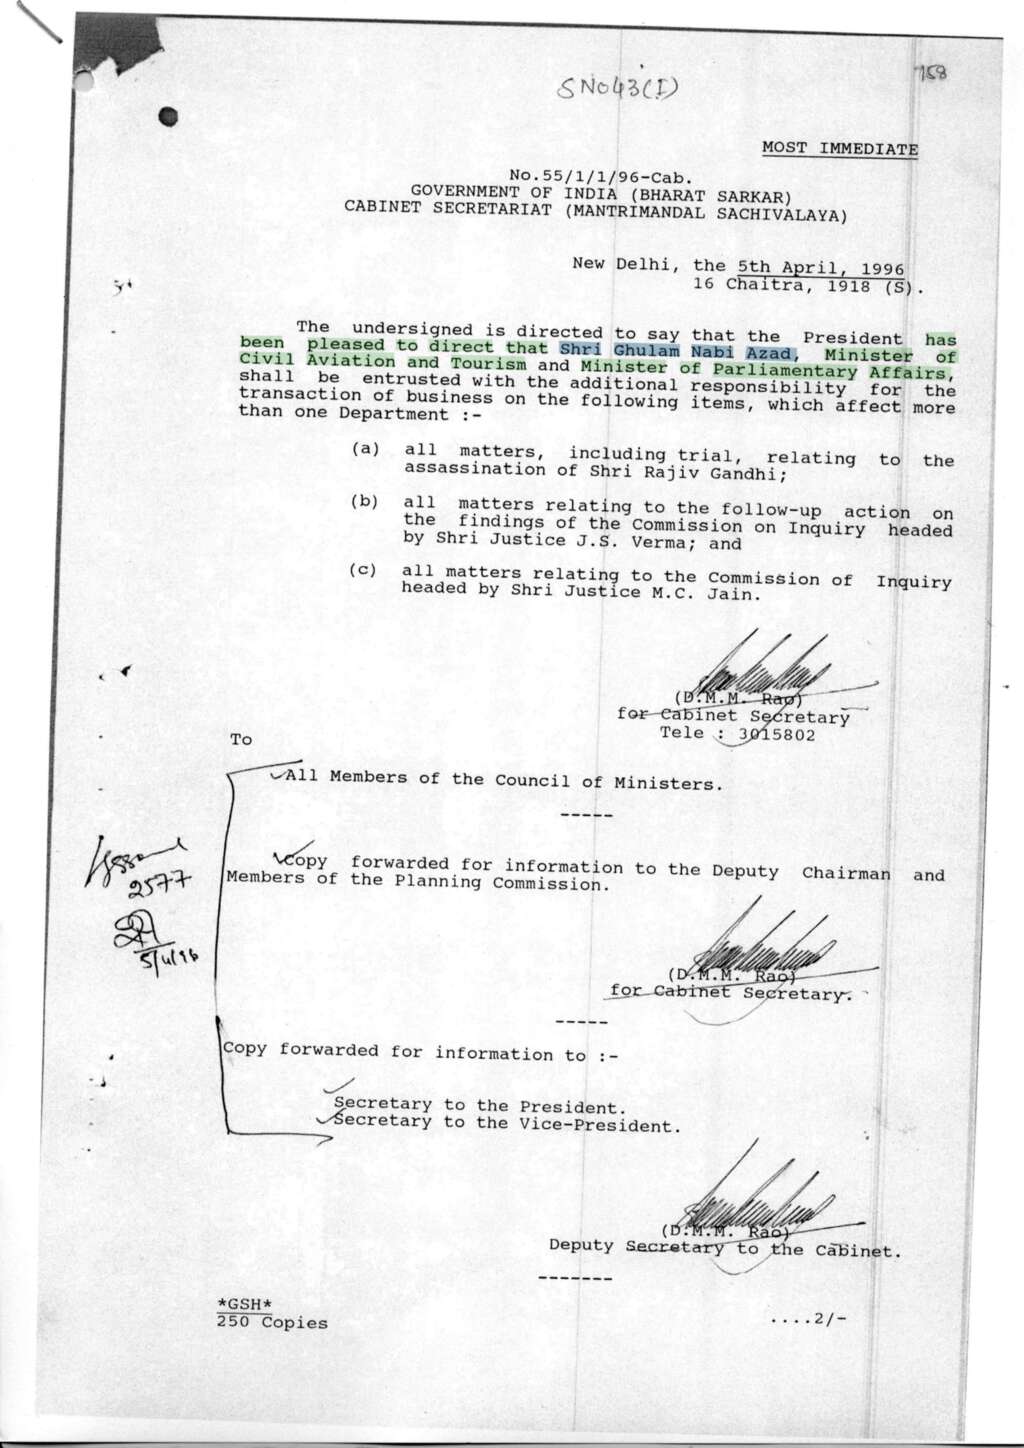 158
SNo43(I)
MOST IMMEDIATE
No.55/1/1/96-Cab.
GOVERNMENT OF INDIA (BHARAT SARKAR)
CABINET SECRETARIAT (MANTRIMANDAL SACHIVALAYA)
New Delhi, the 5th April, 1996
16 Chaitra, 1918 (S).
The undersigned is directed to say that the President has
been pleased to direct that Shri Ghulam Nabi Azad, Minister of
Civil Aviation and Tourism and Minister of Parliamentary Affairs,
shall be entrusted with the additional responsibility for the
transaction of business on the following items, which affect more
than one Department :-
(a) all matters, including trial, relating to the
assassination of Shri Rajiv Gandhi;
(b) all matters relating to the follow-up action on
the findings of the Commission on Inquiry headed
by Shri Justice J.S. Verma; and
(c) all matters relating to the Commission of Inquiry
headed by Shri Justice M.C. Jain.
(D.M.M. Rao)
for Cabinet Secretary
Tele : 3015802
To
All Members of the Council of Ministers.
-----
Copy forwarded for information to the Deputy Chairman and
Members of the Planning Commission.
2577
5/4/96
(D.M.M. Rao)
for Cabinet Secretary.
-----
Copy forwarded for information to :-
Secretary to the President.
Secretary to the Vice-President.
(D.M.M. Rao)
Deputy Secretary to the Cabinet.
-------
*GSH*
250 Copies
....2/-